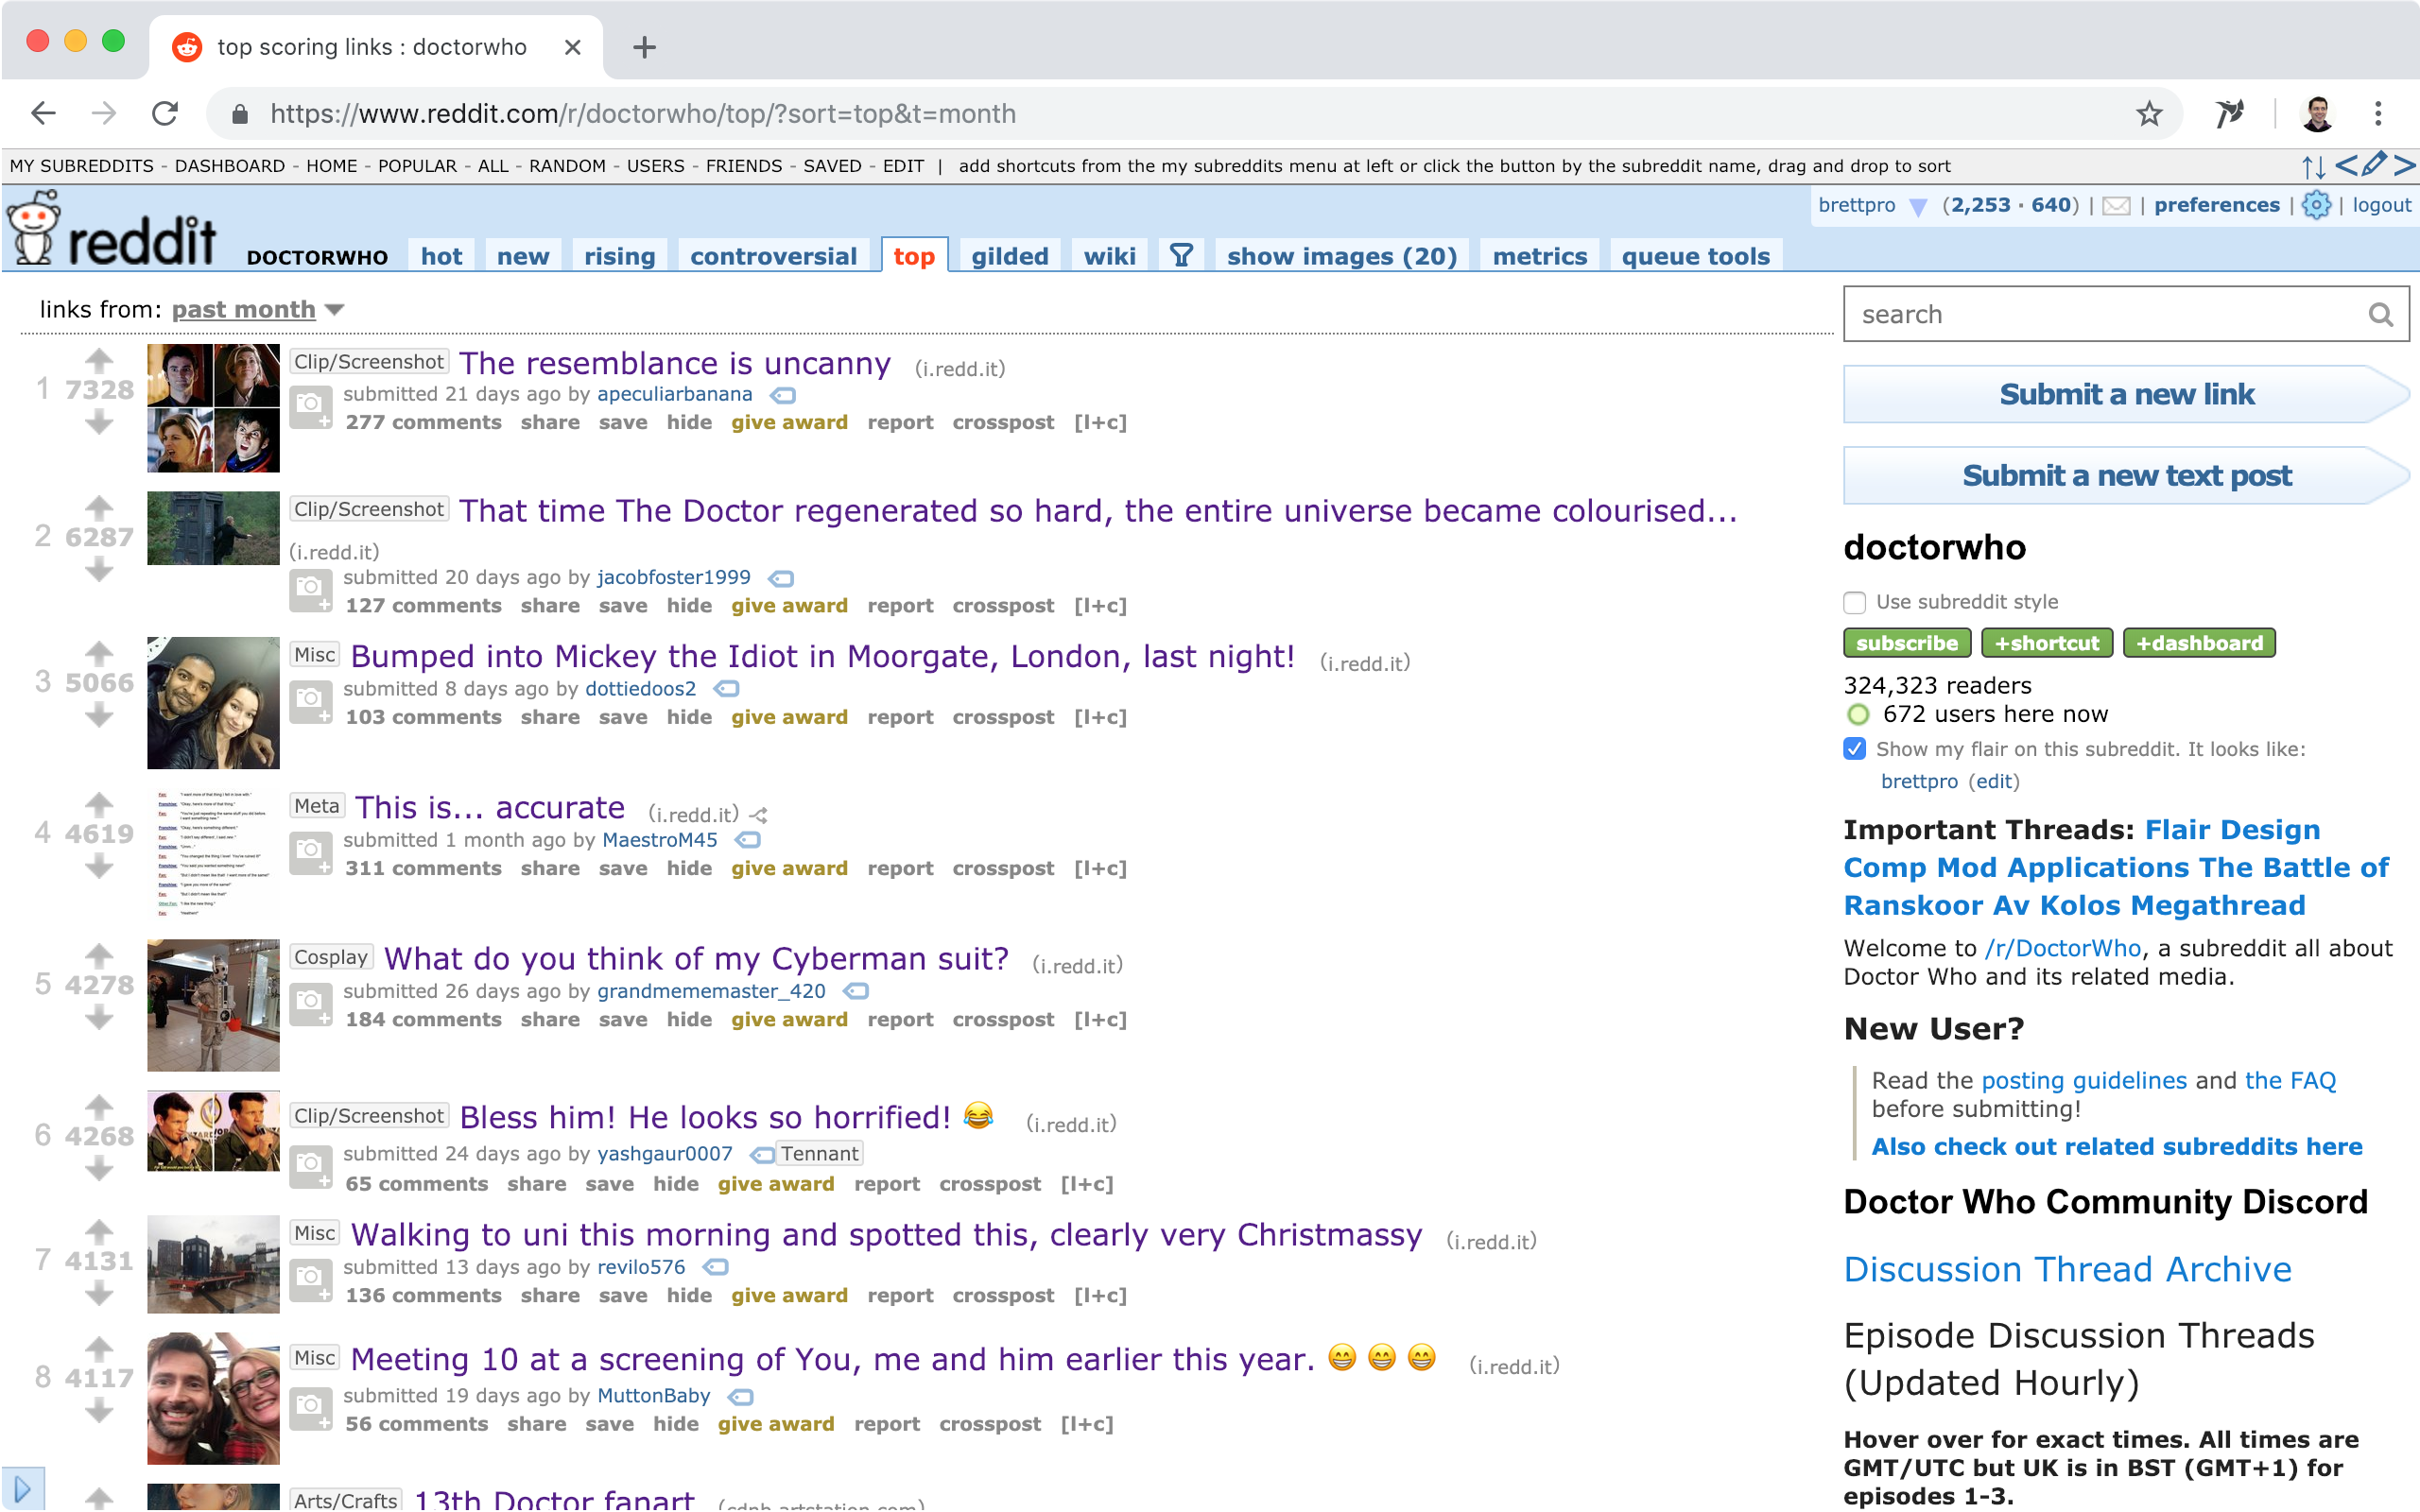 top scoring links : doctorwho
https://www.reddit.com/r/doctorwho/top/?sort=top&t=month
MY SUBREDDITS - DASHBOARD - HOME - POPULAR - ALL - RANDOM - USERS - FRIENDS - SAVED - EDIT | add shortcuts from the my subreddits menu at left or click the button by the subreddit name, drag and drop to sort
brettpro (2,253 · 640) | | preferences | | logout
reddit DOCTORWHO hot new rising controversial top gilded wiki show images (20) metrics queue tools
links from: past month
1 7328 Clip/Screenshot The resemblance is uncanny (i.redd.it)
submitted 21 days ago by apeculiarbanana
277 comments share save hide give award report crosspost [l+c]
2 6287 Clip/Screenshot That time The Doctor regenerated so hard, the entire universe became colourised...
(i.redd.it)
submitted 20 days ago by jacobfoster1999
127 comments share save hide give award report crosspost [l+c]
3 5066 Misc Bumped into Mickey the Idiot in Moorgate, London, last night! (i.redd.it)
submitted 8 days ago by dottiedoos2
103 comments share save hide give award report crosspost [l+c]
4 4619 Meta This is... accurate (i.redd.it)
submitted 1 month ago by MaestroM45
311 comments share save hide give award report crosspost [l+c]
5 4278 Cosplay What do you think of my Cyberman suit? (i.redd.it)
submitted 26 days ago by grandmememaster_420
184 comments share save hide give award report crosspost [l+c]
6 4268 Clip/Screenshot Bless him! He looks so horrified! 😂 (i.redd.it)
submitted 24 days ago by yashgaur0007 Tennant
65 comments share save hide give award report crosspost [l+c]
7 4131 Misc Walking to uni this morning and spotted this, clearly very Christmassy (i.redd.it)
submitted 13 days ago by revilo576
136 comments share save hide give award report crosspost [l+c]
8 4117 Misc Meeting 10 at a screening of You, me and him earlier this year. 😁 😁 😁 (i.redd.it)
submitted 19 days ago by MuttonBaby
56 comments share save hide give award report crosspost [l+c]
Arts/Crafts 13th Doctor fanart (cdnb.artstation.com)
search
Submit a new link
Submit a new text post
doctorwho
Use subreddit style
subscribe +shortcut +dashboard
324,323 readers
672 users here now
Show my flair on this subreddit. It looks like:
brettpro (edit)
Important Threads: Flair Design
Comp Mod Applications The Battle of
Ranskoor Av Kolos Megathread
Welcome to /r/DoctorWho, a subreddit all about
Doctor Who and its related media.
New User?
Read the posting guidelines and the FAQ
before submitting!
Also check out related subreddits here
Doctor Who Community Discord
Discussion Thread Archive
Episode Discussion Threads
(Updated Hourly)
Hover over for exact times. All times are
GMT/UTC but UK is in BST (GMT+1) for
episodes 1-3.